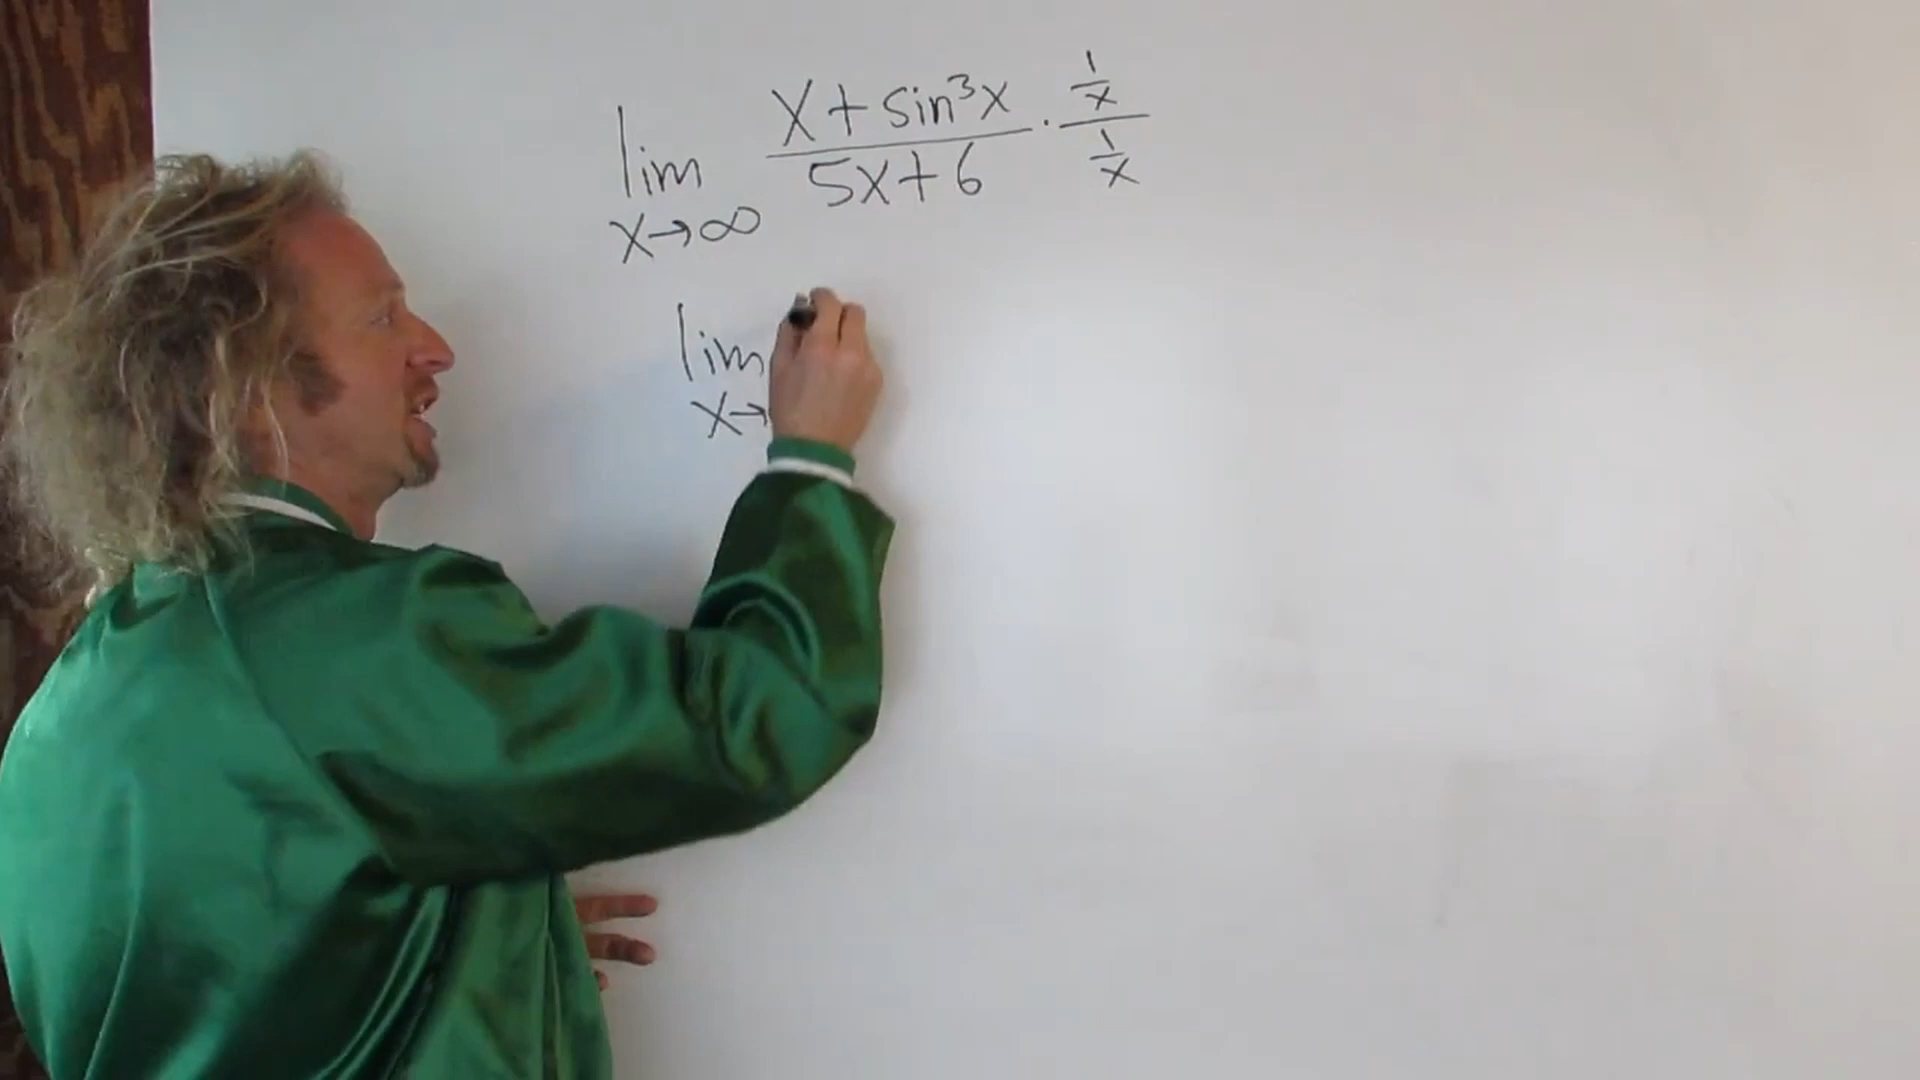 lim x→∞ (x + sin³x)/(5x + 6) · (1/x)/(1/x)
lim x→